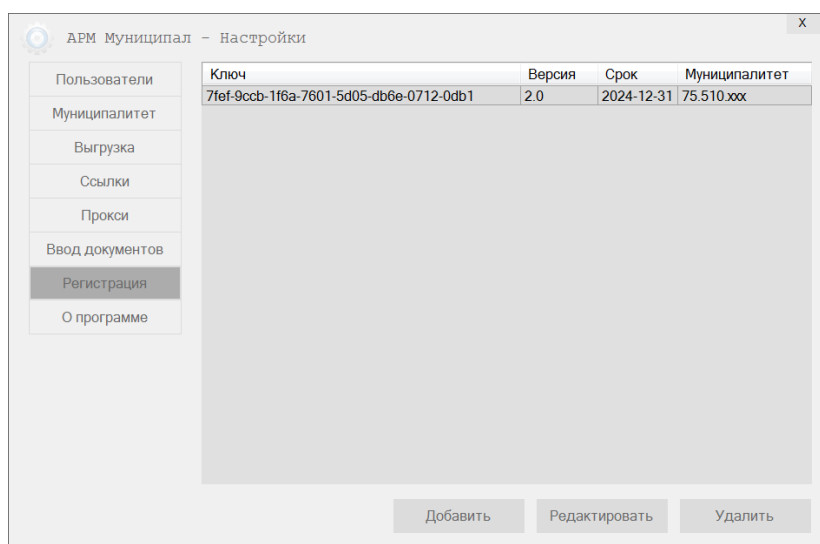 X
АРМ Муниципал - Настройки
Пользователи
Муниципалитет
Выгрузка
Ссылки
Прокси
Ввод документов
Регистрация
О программе
Ключ Версия Срок Муниципалитет
7fef-9ccb-1f6a-7601-5d05-db6e-0712-0db1 2.0 2024-12-31 75.510.xxx
Добавить Редактировать Удалить